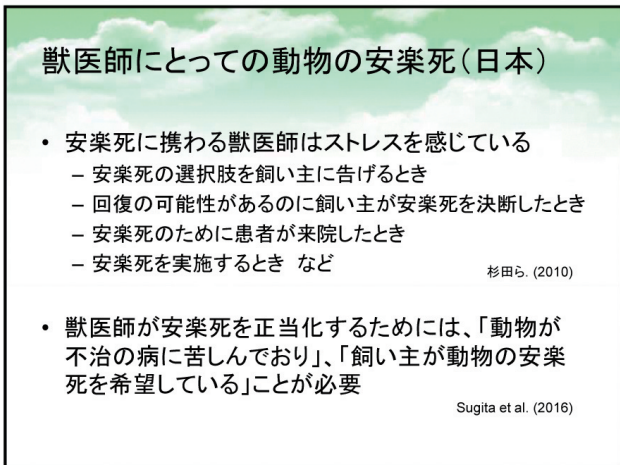 獣医師にとっての動物の安楽死（日本）
• 安楽死に携わる獣医師はストレスを感じている
– 安楽死の選択肢を飼い主に告げるとき
– 回復の可能性があるのに飼い主が安楽死を決断したとき
– 安楽死のために患者が来院したとき
– 安楽死を実施するとき など
杉田ら. (2010)
• 獣医師が安楽死を正当化するためには、「動物が
不治の病に苦しんでおり」、「飼い主が動物の安楽
死を希望している」ことが必要
Sugita et al. (2016)